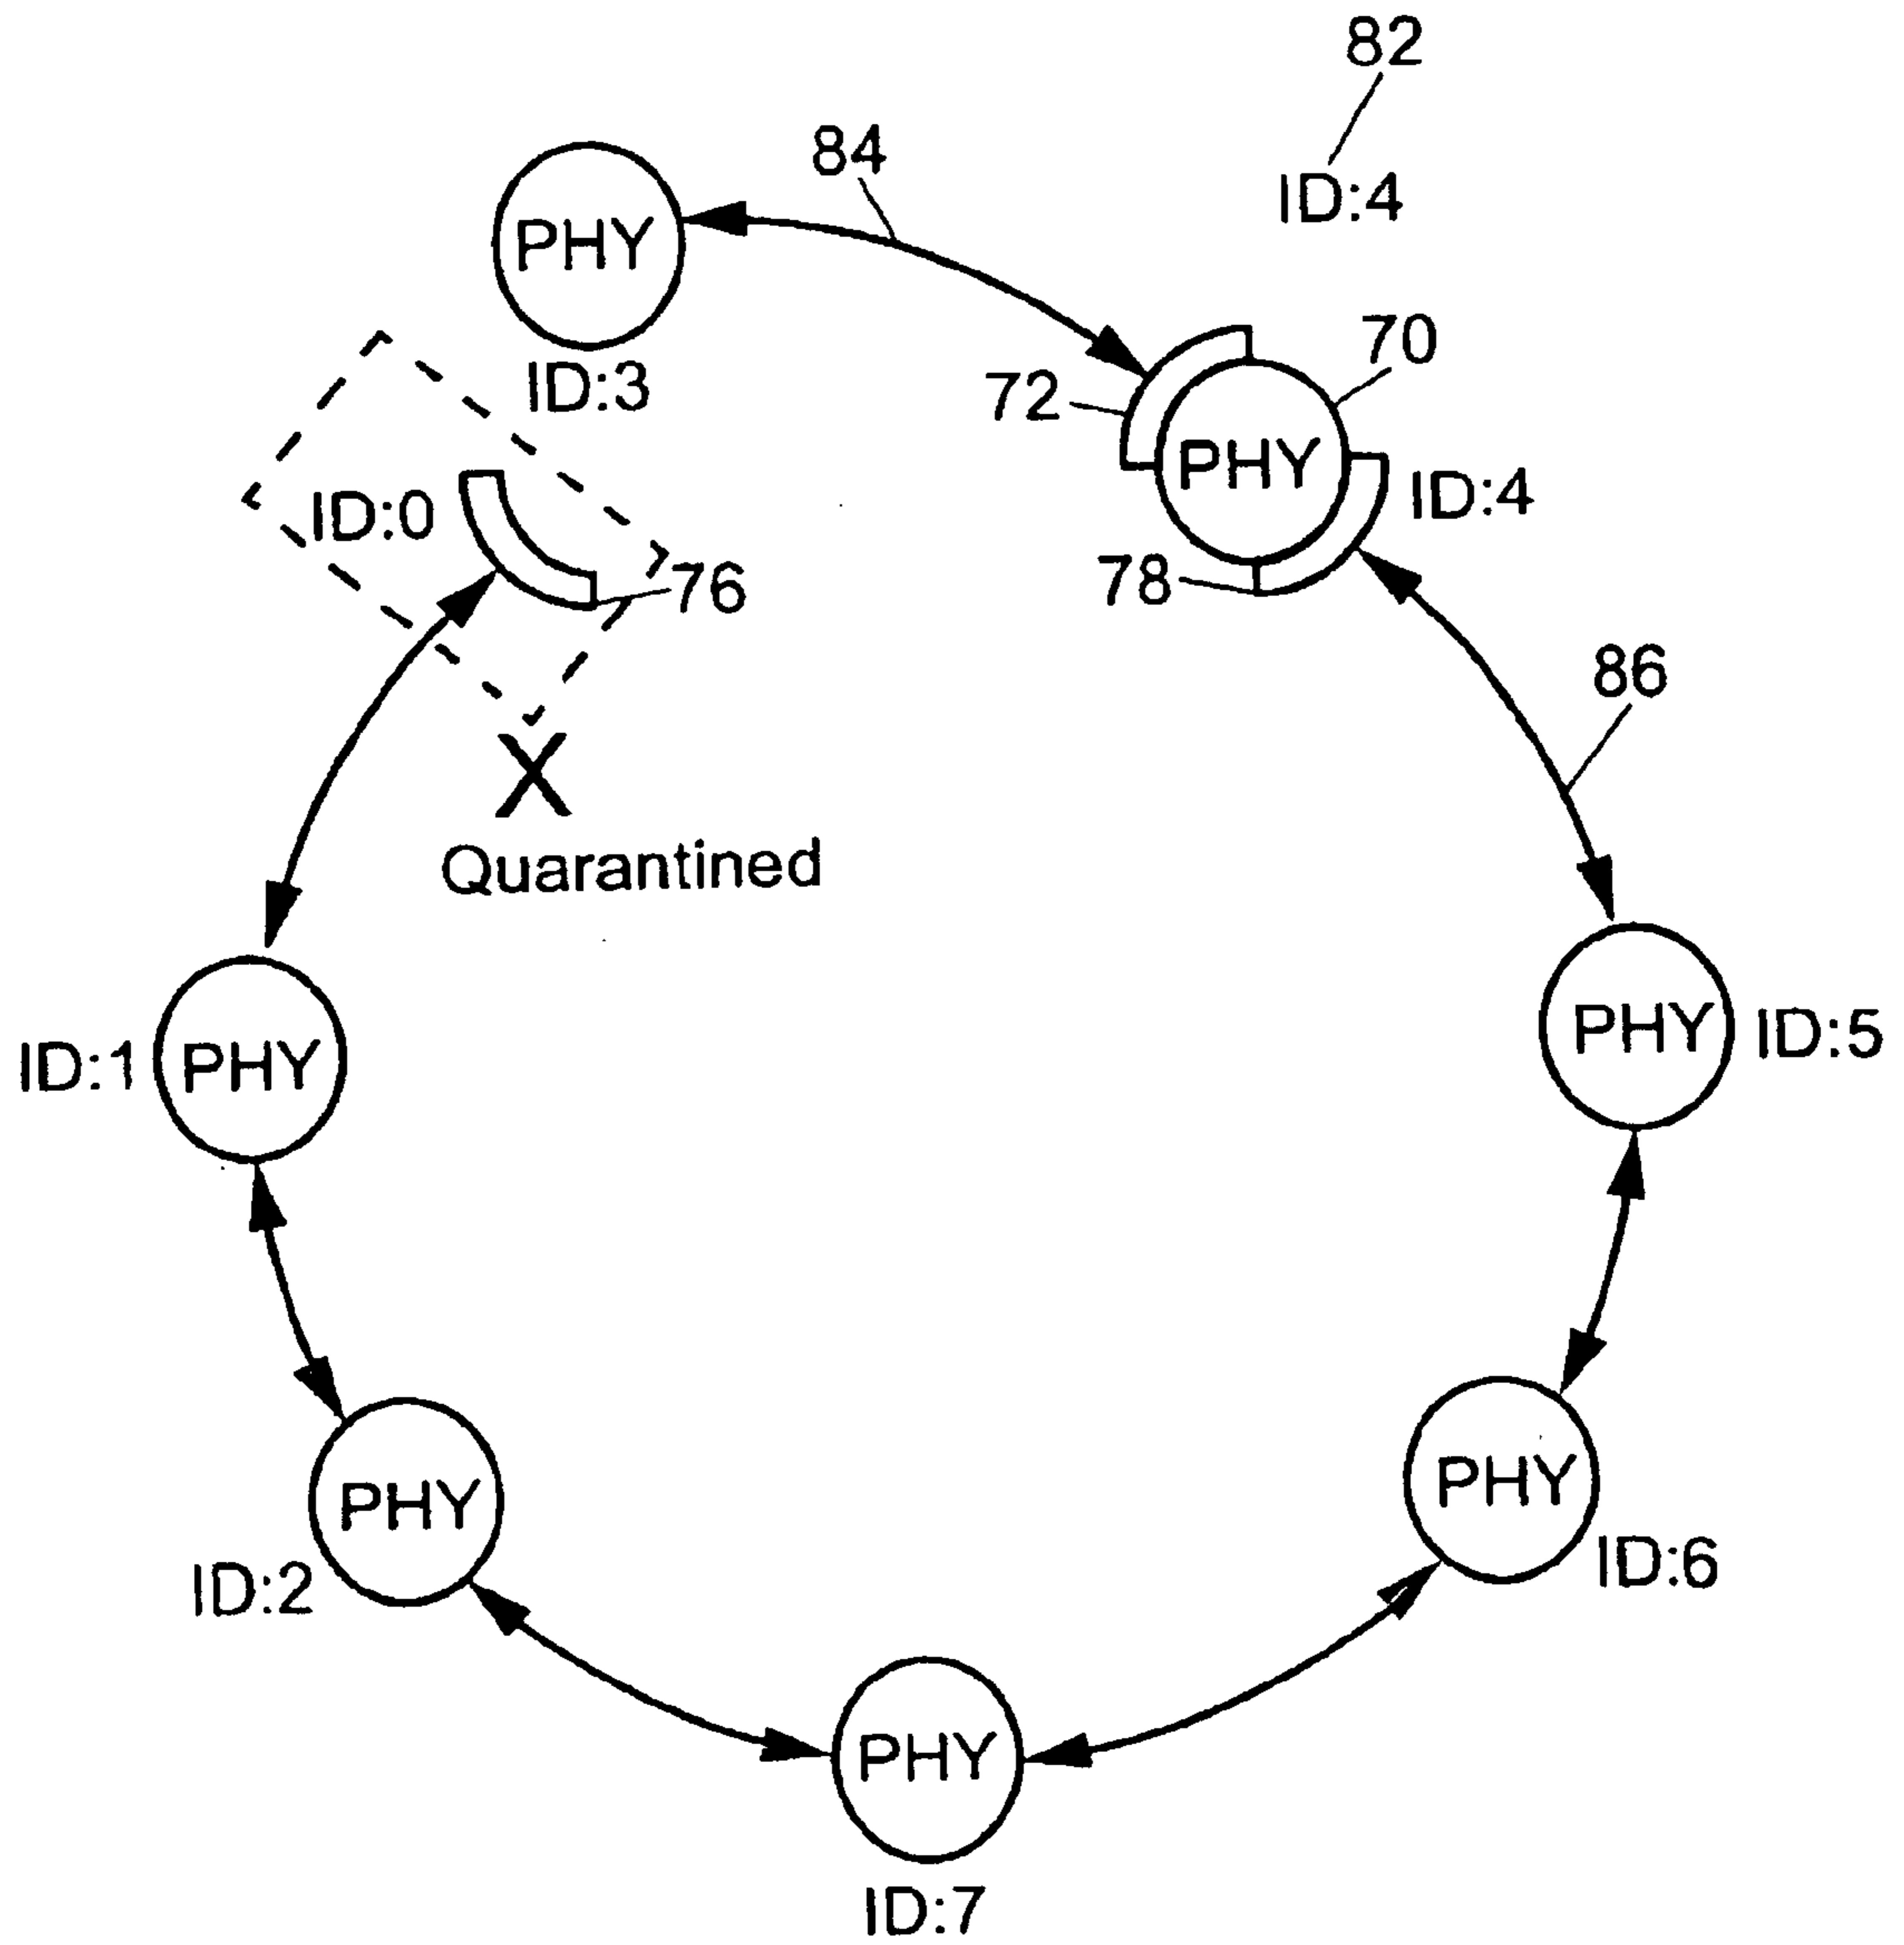 82
84
ID:4
PHY
70
ID:3
72
PHY
ID:4
ID:0
78
76
86
X
Quarantined
PHY
ID:5
ID:1
PHY
PHY
ID:6
PHY
ID:2
PHY
ID:7